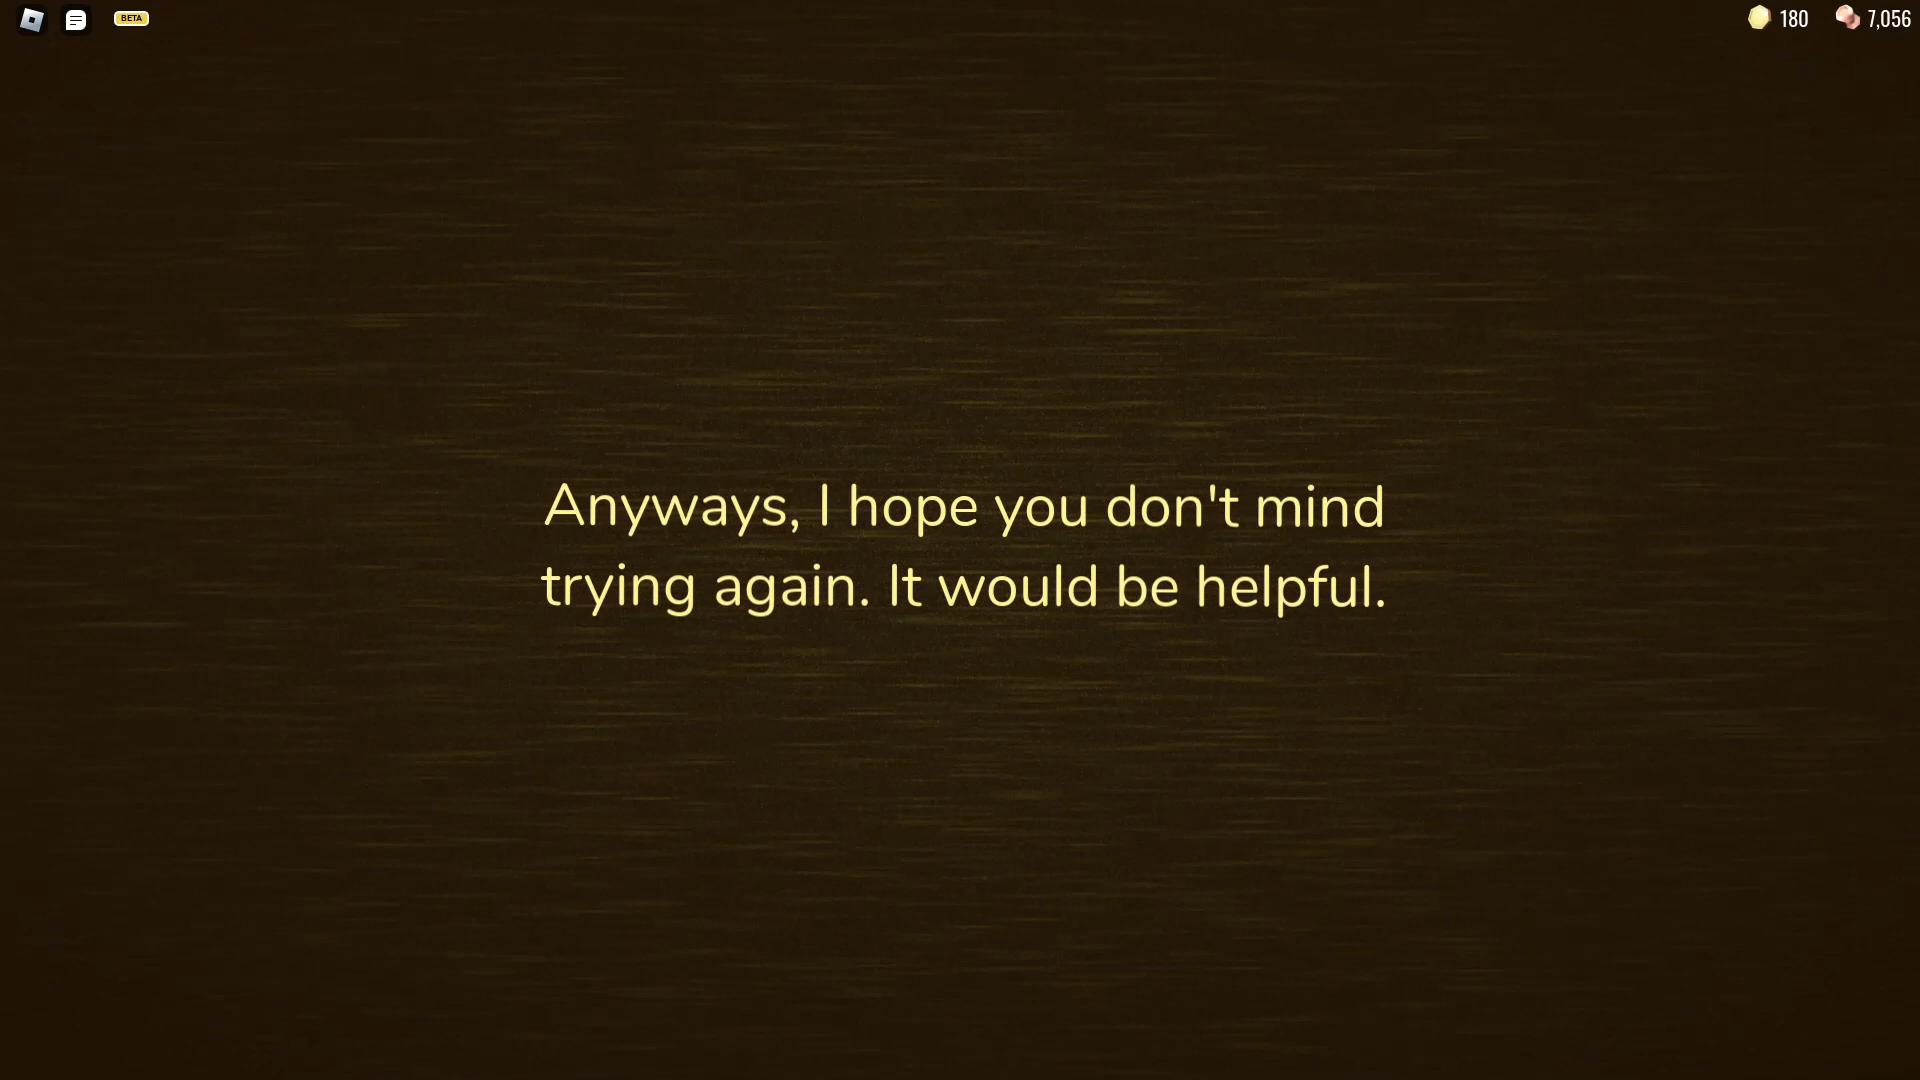 BETA
180
7,056
Anyways, I hope you don't mind
trying again. It would be helpful.